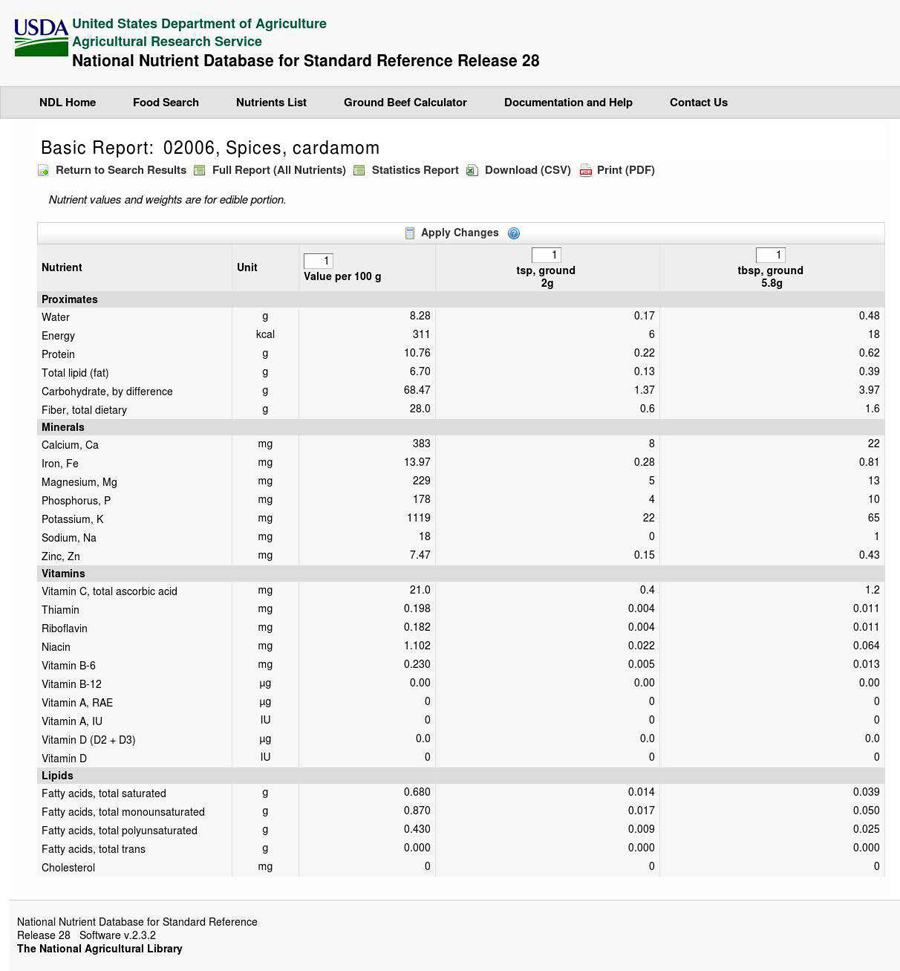 USDA United States Department of Agriculture
Agricultural Research Service
National Nutrient Database for Standard Reference Release 28
NDL Home Food Search Nutrients List Ground Beef Calculator Documentation and Help Contact Us
Basic Report: 02006, Spices, cardamom
Return to Search Results Full Report (All Nutrients) Statistics Report Download (CSV) Print (PDF)
Nutrient values and weights are for edible portion.
Apply Changes ?
Nutrient Unit 1 Value per 100 g 1 tsp, ground 2g 1 tbsp, ground 5.8g
Proximates
Water g 8.28 0.17 0.48
Energy kcal 311 6 18
Protein g 10.76 0.22 0.62
Total lipid (fat) g 6.70 0.13 0.39
Carbohydrate, by difference g 68.47 1.37 3.97
Fiber, total dietary g 28.0 0.6 1.6
Minerals
Calcium, Ca mg 383 8 22
Iron, Fe mg 13.97 0.28 0.81
Magnesium, Mg mg 229 5 13
Phosphorus, P mg 178 4 10
Potassium, K mg 1119 22 65
Sodium, Na mg 18 0 1
Zinc, Zn mg 7.47 0.15 0.43
Vitamins
Vitamin C, total ascorbic acid mg 21.0 0.4 1.2
Thiamin mg 0.198 0.004 0.011
Riboflavin mg 0.182 0.004 0.011
Niacin mg 1.102 0.022 0.064
Vitamin B-6 mg 0.230 0.005 0.013
Vitamin B-12 µg 0.00 0.00 0.00
Vitamin A, RAE µg 0 0 0
Vitamin A, IU IU 0 0 0
Vitamin D (D2 + D3) µg 0.0 0.0 0.0
Vitamin D IU 0 0 0
Lipids
Fatty acids, total saturated g 0.680 0.014 0.039
Fatty acids, total monounsaturated g 0.870 0.017 0.050
Fatty acids, total polyunsaturated g 0.430 0.009 0.025
Fatty acids, total trans g 0.000 0.000 0.000
Cholesterol mg 0 0 0
National Nutrient Database for Standard Reference
Release 28 Software v.2.3.2
The National Agricultural Library